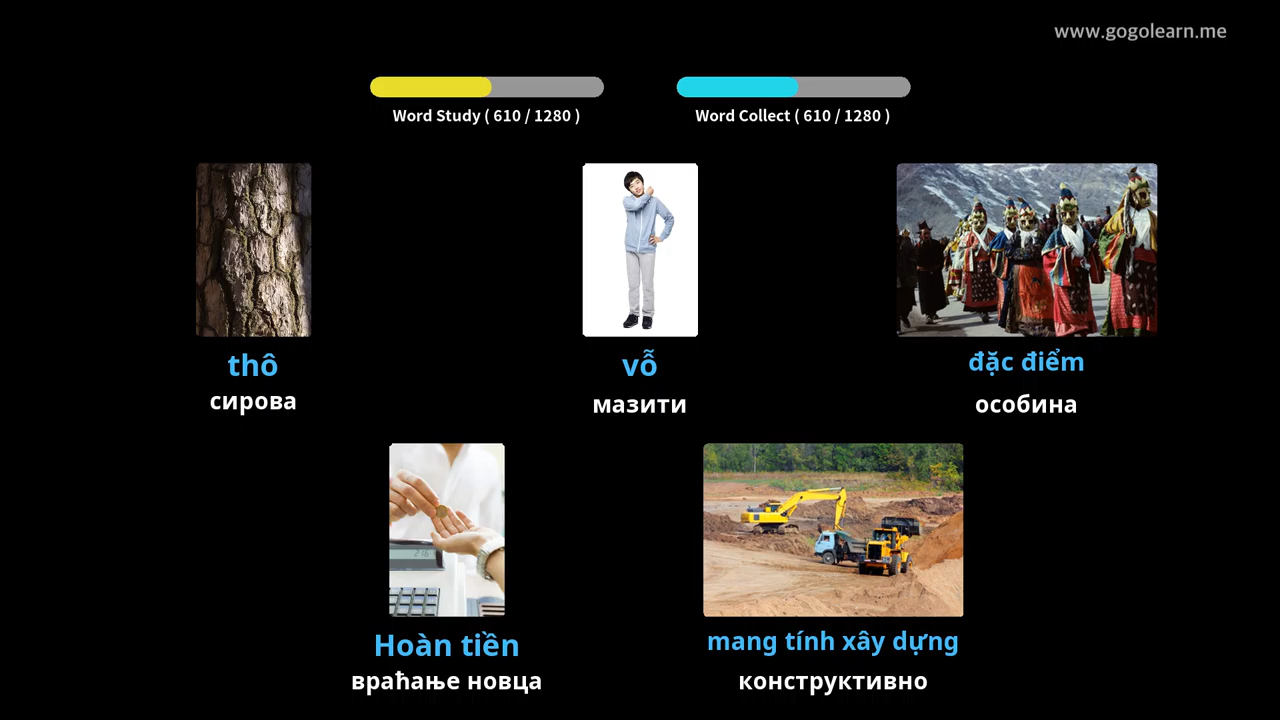 www.gogolearn.me
Word Study ( 610 / 1280 )
Word Collect ( 610 / 1280 )
thô
сирова
vỗ
мазити
đặc điểm
особина
Hoàn tiền
враћање новца
mang tính xây dựng
конструктивно